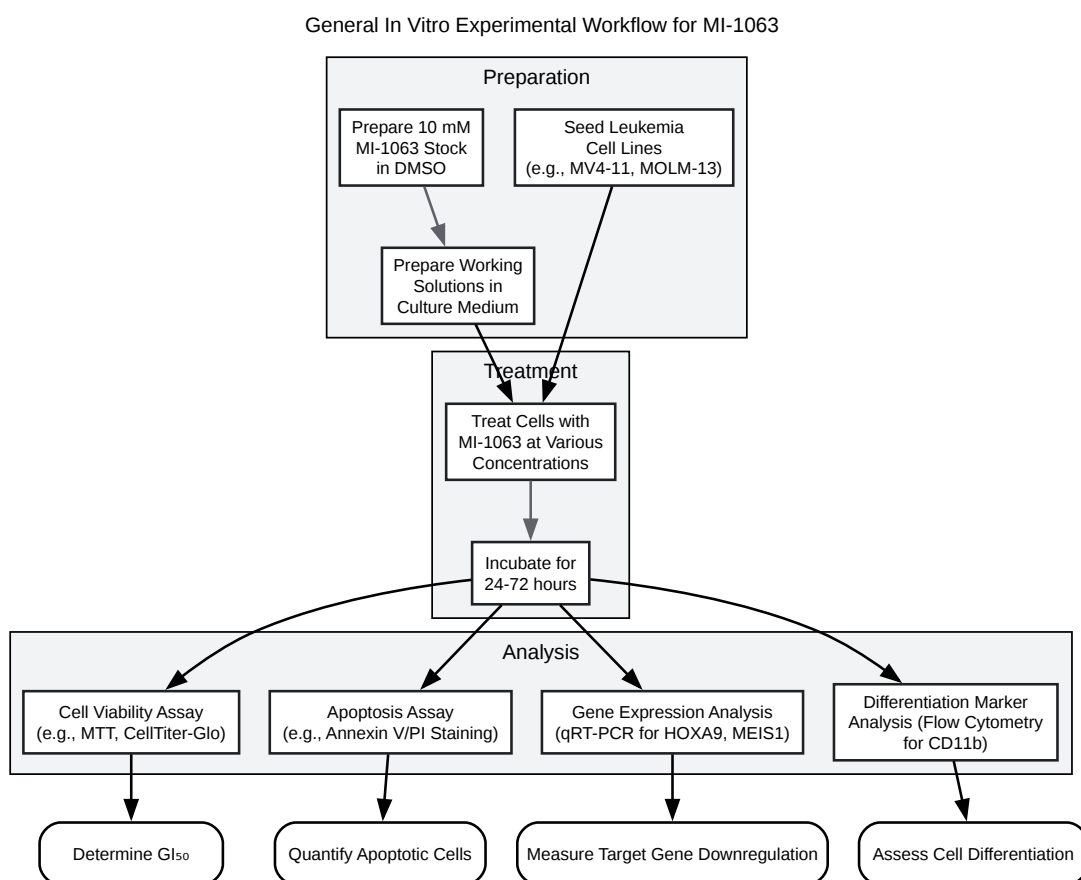 General In Vitro Experimental Workflow for MI-1063
Preparation
Prepare 10 mM
MI-1063 Stock
in DMSO
Seed Leukemia
Cell Lines
(e.g., MV4-11, MOLM-13)
Prepare Working
Solutions in
Culture Medium
Treatment
Treat Cells with
MI-1063 at Various
Concentrations
Incubate for
24-72 hours
Analysis
Cell Viability Assay
(e.g., MTT, CellTiter-Glo)
Apoptosis Assay
(e.g., Annexin V/PI Staining)
Gene Expression Analysis
(qRT-PCR for HOXA9, MEIS1)
Differentiation Marker
Analysis (Flow Cytometry
for CD11b)
Determine GI₅₀
Quantify Apoptotic Cells
Measure Target Gene Downregulation
Assess Cell Differentiation